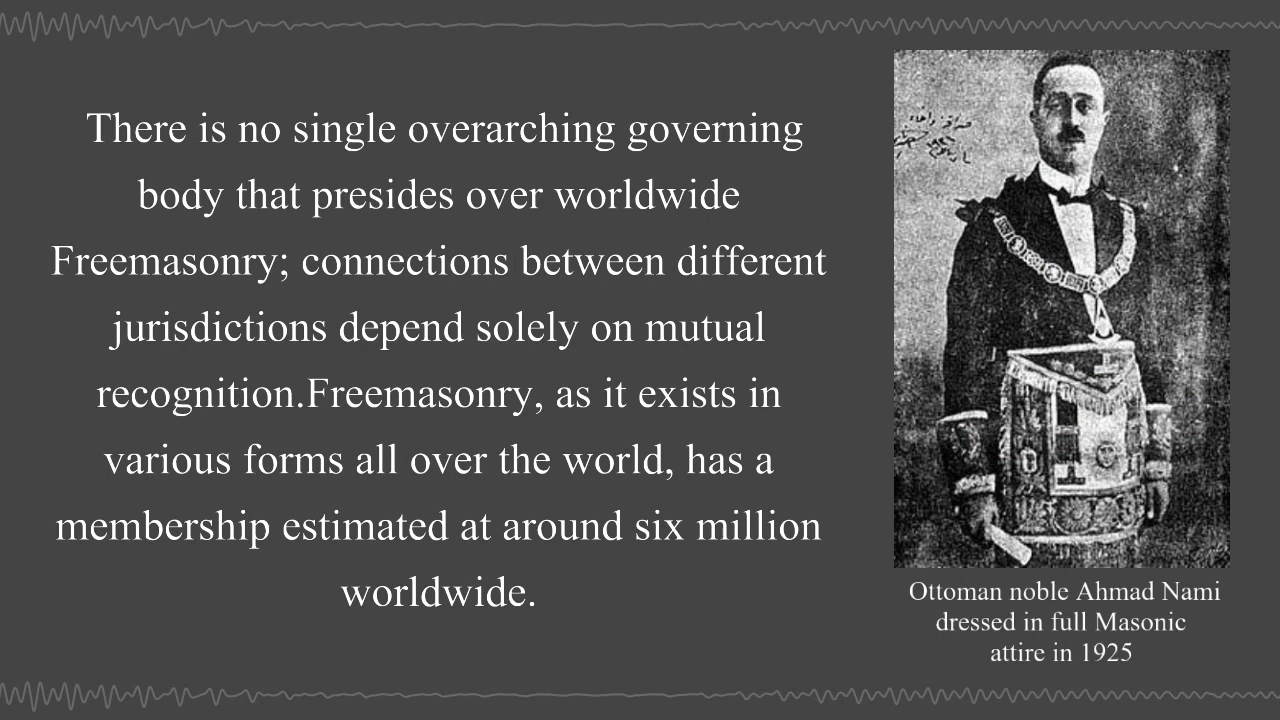 There is no single overarching governing
body that presides over worldwide
Freemasonry; connections between different
jurisdictions depend solely on mutual
recognition.Freemasonry, as it exists in
various forms all over the world, has a
membership estimated at around six million
worldwide.
Ottoman noble Ahmad Nami
dressed in full Masonic
attire in 1925